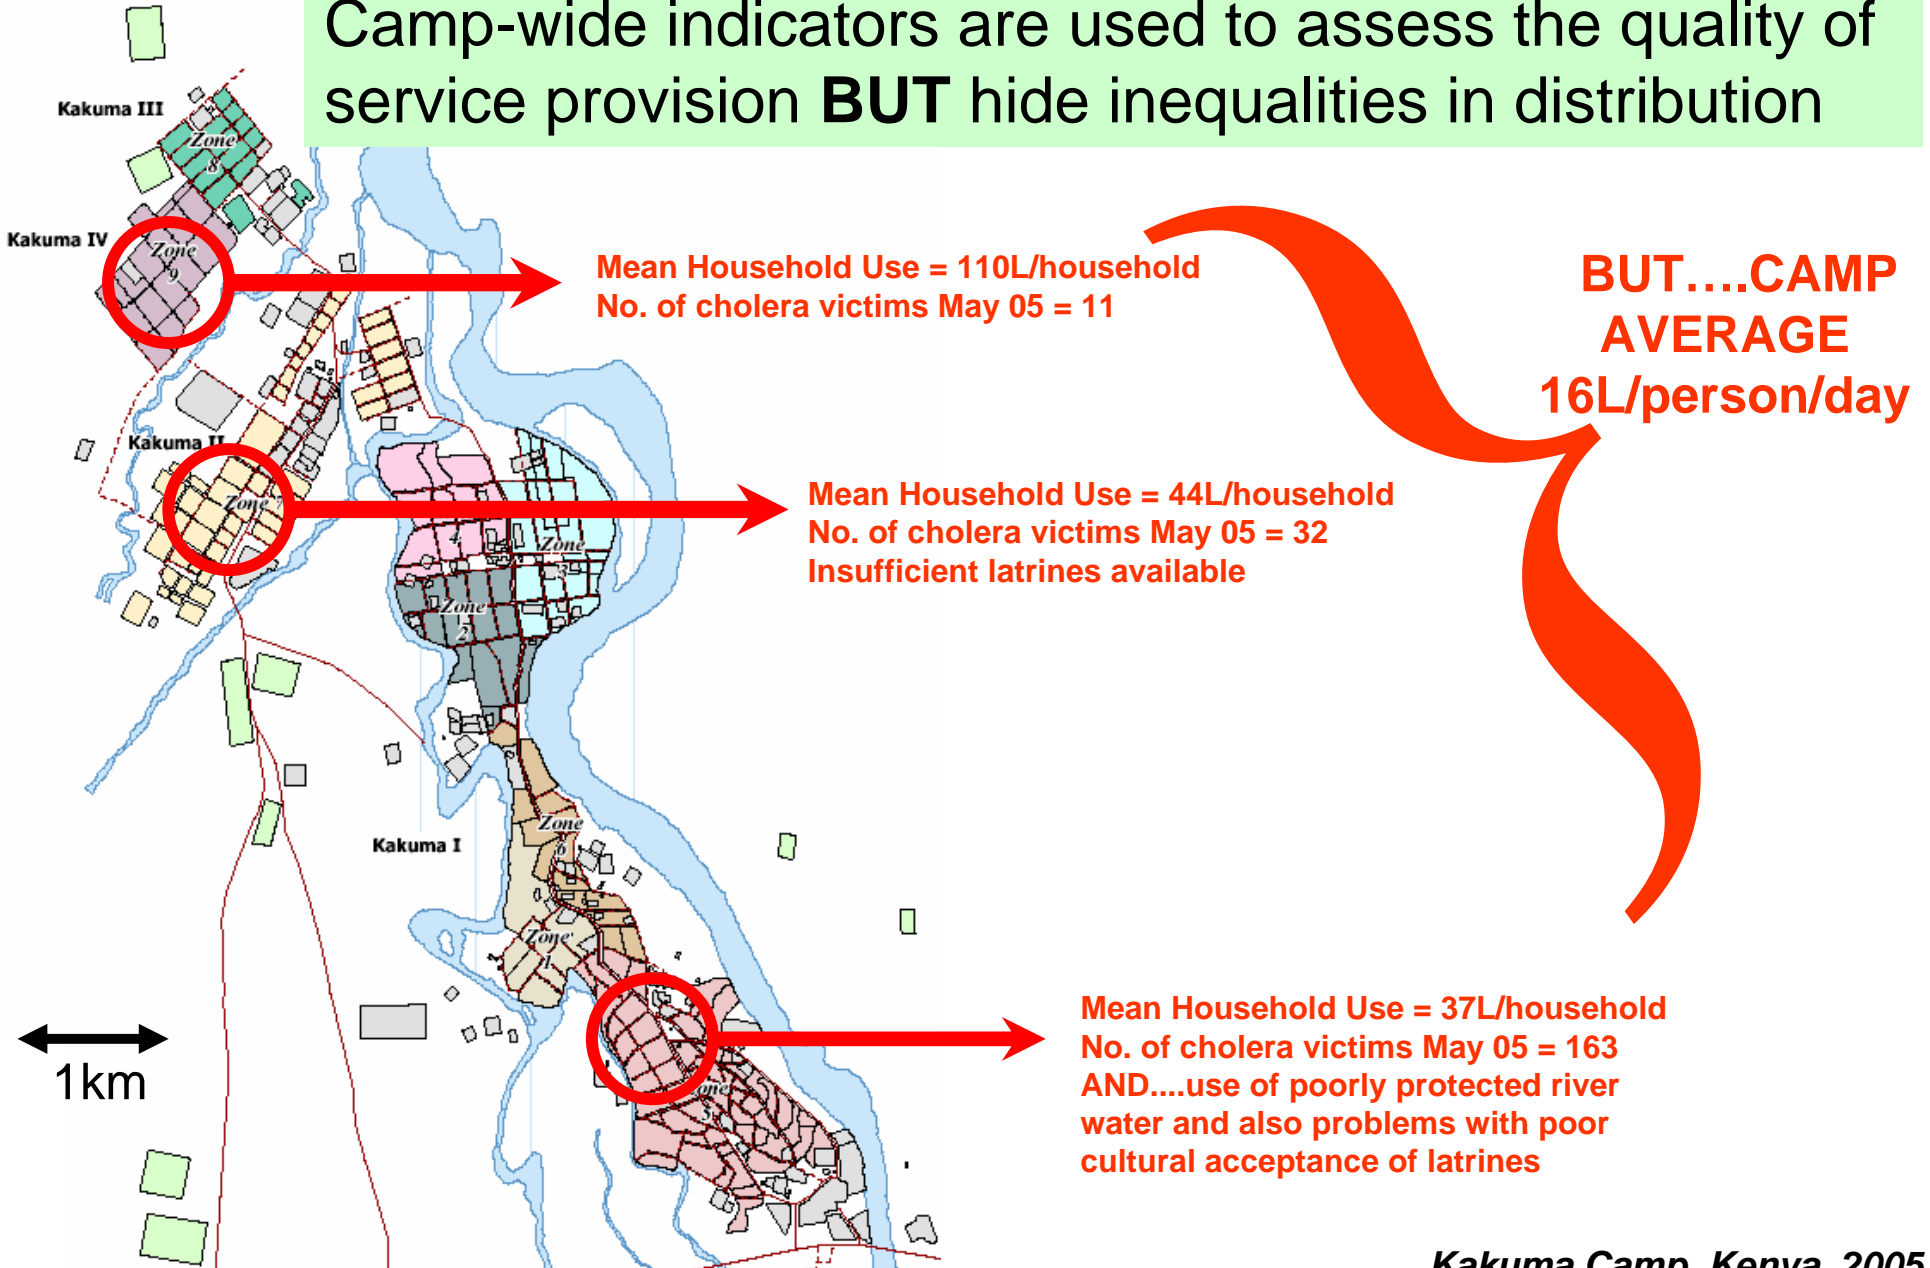 Camp-wide indicators are used to assess the quality of
service provision BUT hide inequalities in distribution
Kakuma III
Zone
8
Kakuma IV
Zone
9
Mean Household Use = 110L/household
No. of cholera victims May 05 = 11
BUT....CAMP
AVERAGE
16L/person/day
Kakuma II
Zone 7
Mean Household Use = 44L/household
No. of cholera victims May 05 = 32
Insufficient latrines available
4
Zone
3
Zone
2
Kakuma I
Zone
6
Zone
1
Mean Household Use = 37L/household
No. of cholera victims May 05 = 163
AND....use of poorly protected river
water and also problems with poor
cultural acceptance of latrines
1km
Zone
5
Kakuma Camp, Kenya, 2005